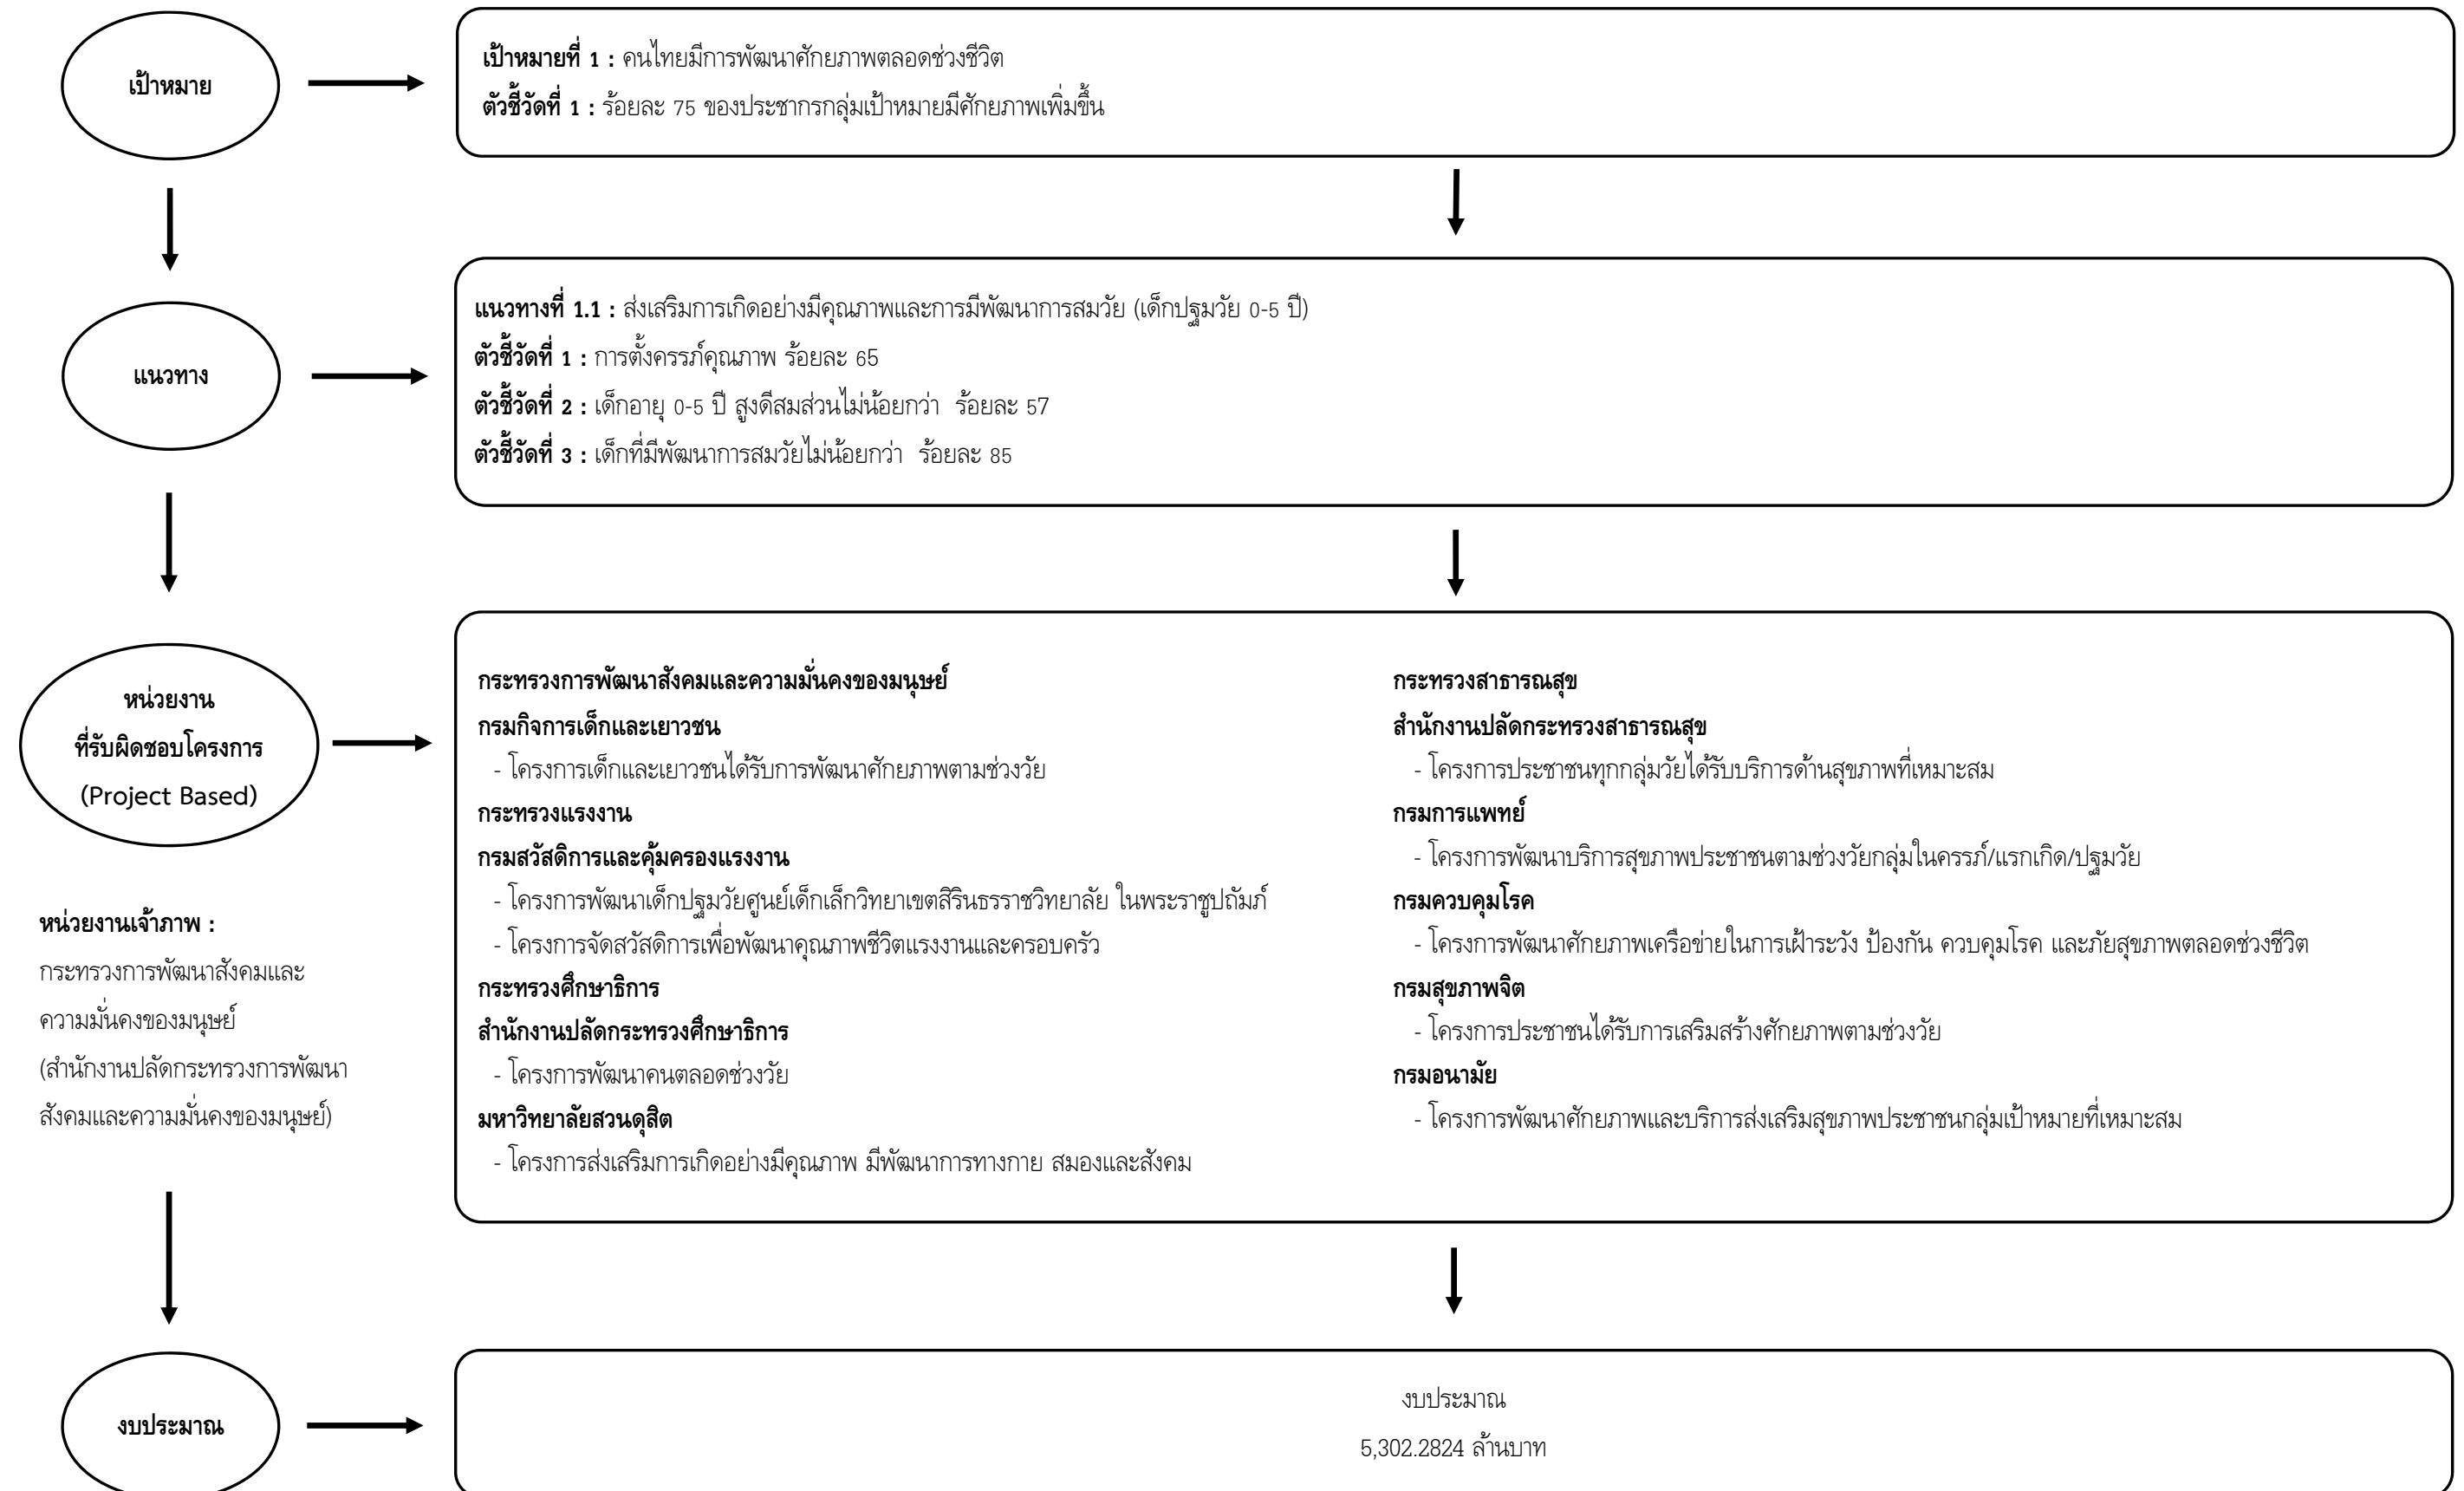 เป้าหมาย
เป้าหมายที่ 1 : คนไทยมีการพัฒนาศักยภาพตลอดช่วงชีวิต
ตัวชี้วัดที่ 1 : ร้อยละ 75 ของประชากรกลุ่มเป้าหมายมีศักยภาพเพิ่มขึ้น
แนวทาง
แนวทางที่ 1.1 : ส่งเสริมการเกิดอย่างมีคุณภาพและการมีพัฒนาการสมวัย (เด็กปฐมวัย 0-5 ปี)
ตัวชี้วัดที่ 1 : การตั้งครรภ์คุณภาพ ร้อยละ 65
ตัวชี้วัดที่ 2 : เด็กอายุ 0-5 ปี สูงดีสมส่วนไม่น้อยกว่า ร้อยละ 57
ตัวชี้วัดที่ 3 : เด็กที่มีพัฒนาการสมวัยไม่น้อยกว่า ร้อยละ 85
หน่วยงาน
ที่รับผิดชอบโครงการ
(Project Based)
หน่วยงานเจ้าภาพ :
กระทรวงการพัฒนาสังคมและ
ความมั่นคงของมนุษย์
(สำนักงานปลัดกระทรวงการพัฒนา
สังคมและความมั่นคงของมนุษย์)
กระทรวงการพัฒนาสังคมและความมั่นคงของมนุษย์
กรมกิจการเด็กและเยาวชน
- โครงการเด็กและเยาวชนได้รับการพัฒนาศักยภาพตามช่วงวัย
กระทรวงแรงงาน
กรมสวัสดิการและคุ้มครองแรงงาน
- โครงการพัฒนาเด็กปฐมวัยศูนย์เด็กเล็กวิทยาเขตสิรินธรราชวิทยาลัย ในพระราชูปถัมภ์
- โครงการจัดสวัสดิการเพื่อพัฒนาคุณภาพชีวิตแรงงานและครอบครัว
กระทรวงศึกษาธิการ
สำนักงานปลัดกระทรวงศึกษาธิการ
- โครงการพัฒนาคนตลอดช่วงวัย
มหาวิทยาลัยสวนดุสิต
- โครงการส่งเสริมการเกิดอย่างมีคุณภาพ มีพัฒนาการทางกาย สมองและสังคม
กระทรวงสาธารณสุข
สำนักงานปลัดกระทรวงสาธารณสุข
- โครงการประชาชนทุกกลุ่มวัยได้รับบริการด้านสุขภาพที่เหมาะสม
กรมการแพทย์
- โครงการพัฒนาบริการสุขภาพประชาชนตามช่วงวัยกลุ่มในครรภ์/แรกเกิด/ปฐมวัย
กรมควบคุมโรค
- โครงการพัฒนาศักยภาพเครือข่ายในการเฝ้าระวัง ป้องกัน ควบคุมโรค และภัยสุขภาพตลอดช่วงชีวิต
กรมสุขภาพจิต
- โครงการประชาชนได้รับการเสริมสร้างศักยภาพตามช่วงวัย
กรมอนามัย
- โครงการพัฒนาศักยภาพและบริการส่งเสริมสุขภาพประชาชนกลุ่มเป้าหมายที่เหมาะสม
งบประมาณ
งบประมาณ
5,302.2824 ล้านบาท